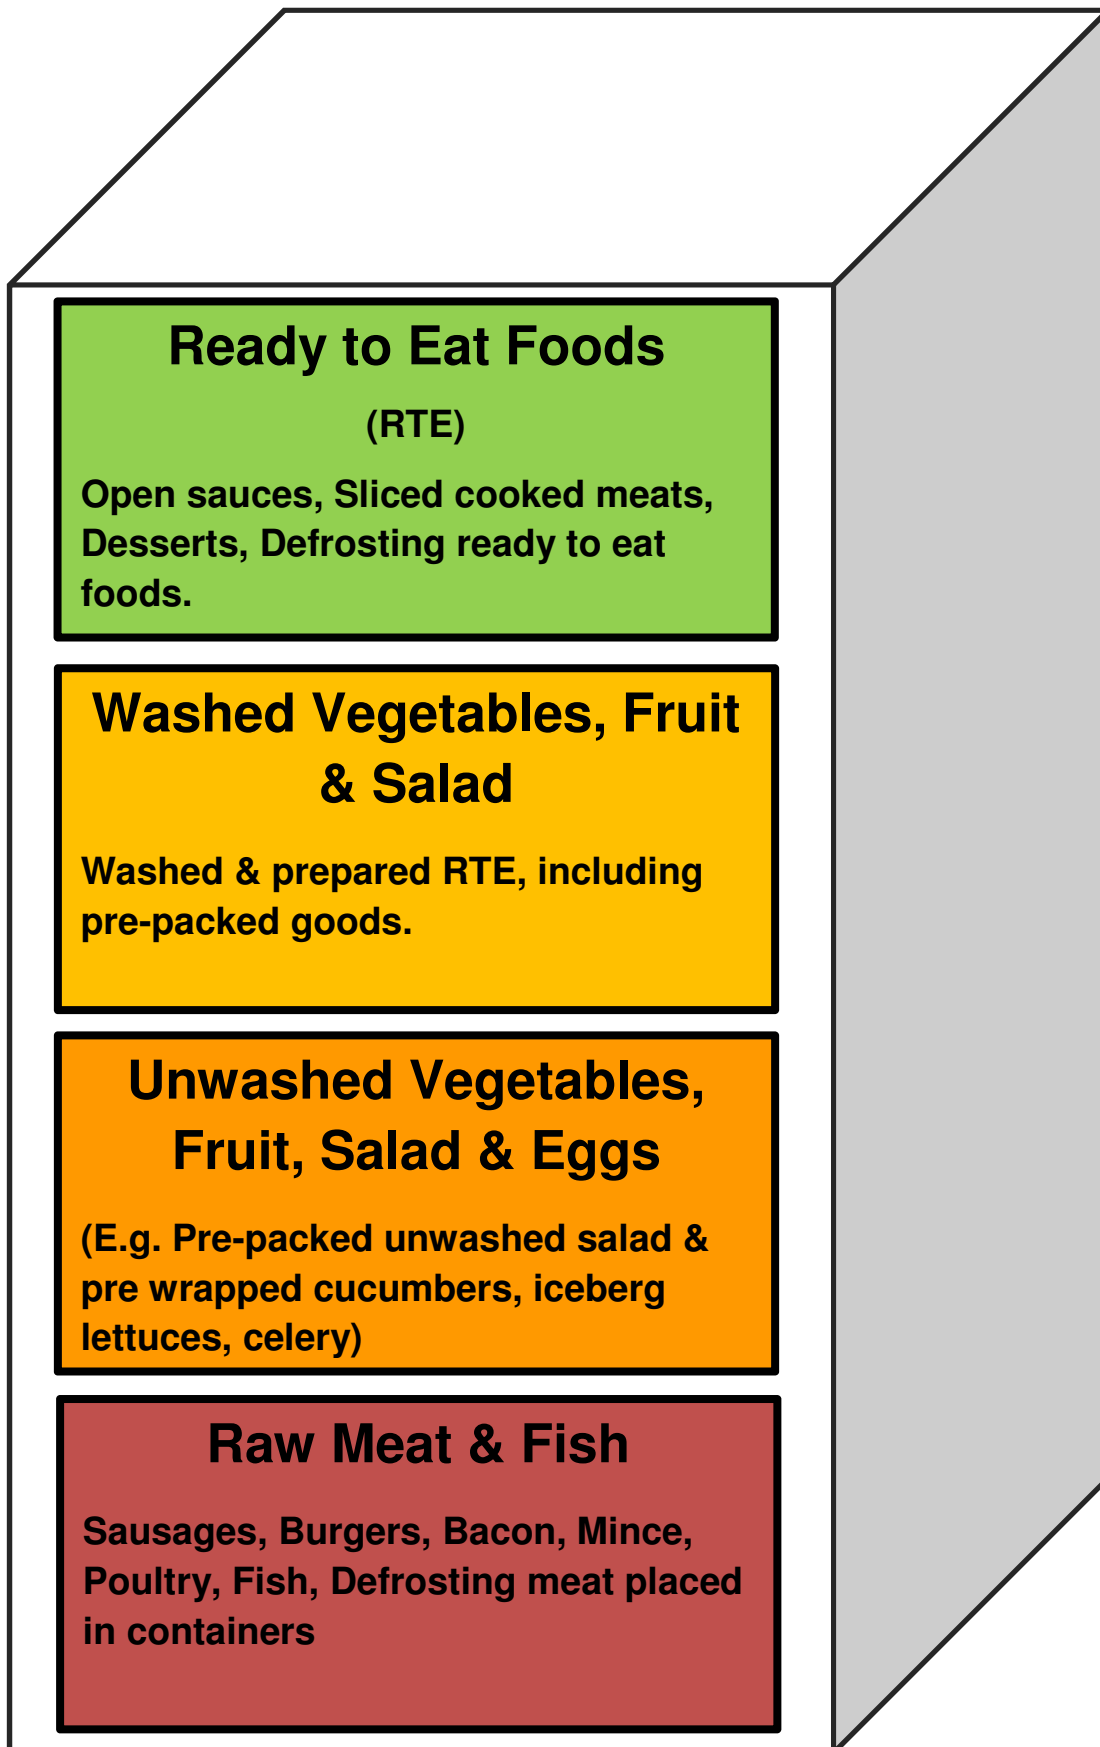 Ready to Eat Foods
(RTE)
Open sauces, Sliced cooked meats,
Desserts, Defrosting ready to eat
foods.
Washed Vegetables, Fruit
& Salad
Washed & prepared RTE, including
pre-packed goods.
Unwashed Vegetables,
Fruit, Salad & Eggs
(E.g. Pre-packed unwashed salad &
pre wrapped cucumbers, iceberg
lettuces, celery)
Raw Meat & Fish
Sausages, Burgers, Bacon, Mince,
Poultry, Fish, Defrosting meat placed
in containers